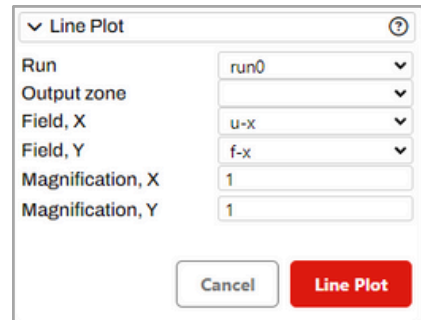 Line Plot ?
Run run0
Output zone
Field, X u-x
Field, Y f-x
Magnification, X 1
Magnification, Y 1
Cancel Line Plot